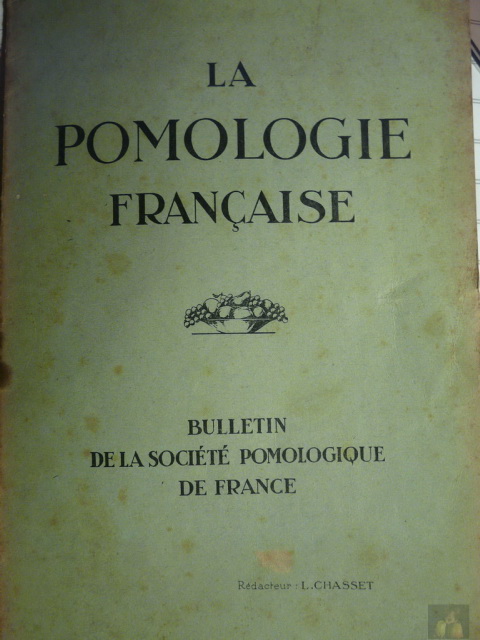 LA
POMOLOGIE
FRANÇAISE
BULLETIN
DE LA SOCIÉTÉ POMOLOGIQUE
DE FRANCE
Rédacteur : L. CHASSET